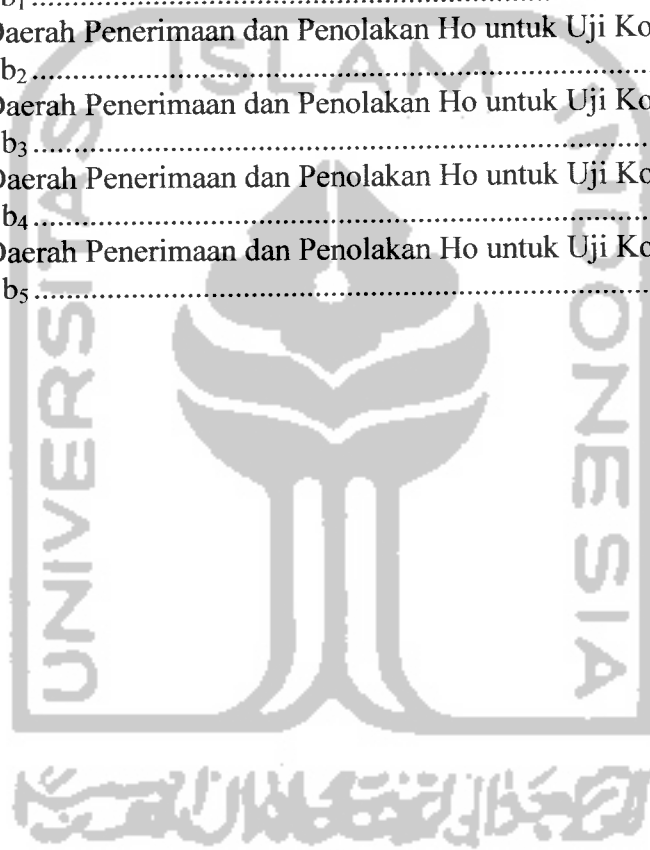 b₁ ........................................................................
Daerah Penerimaan dan Penolakan Ho untuk Uji Ko
b₂ ........................................................................
Daerah Penerimaan dan Penolakan Ho untuk Uji Ko
b₃ ........................................................................
Daerah Penerimaan dan Penolakan Ho untuk Uji Ko
b₄ ........................................................................
Daerah Penerimaan dan Penolakan Ho untuk Uji Ko
b₅ ........................................................................
ISLAM
UNIVERSITAS
INDONESIA